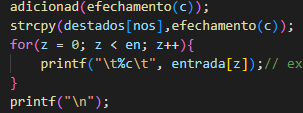 adicionad(efechamento(c));
strcpy(destados[nos],efechamento(c));
for(z = 0; z < en; z++){
printf("\t%c\t", entrada[z]);// ex
}
printf("\n");